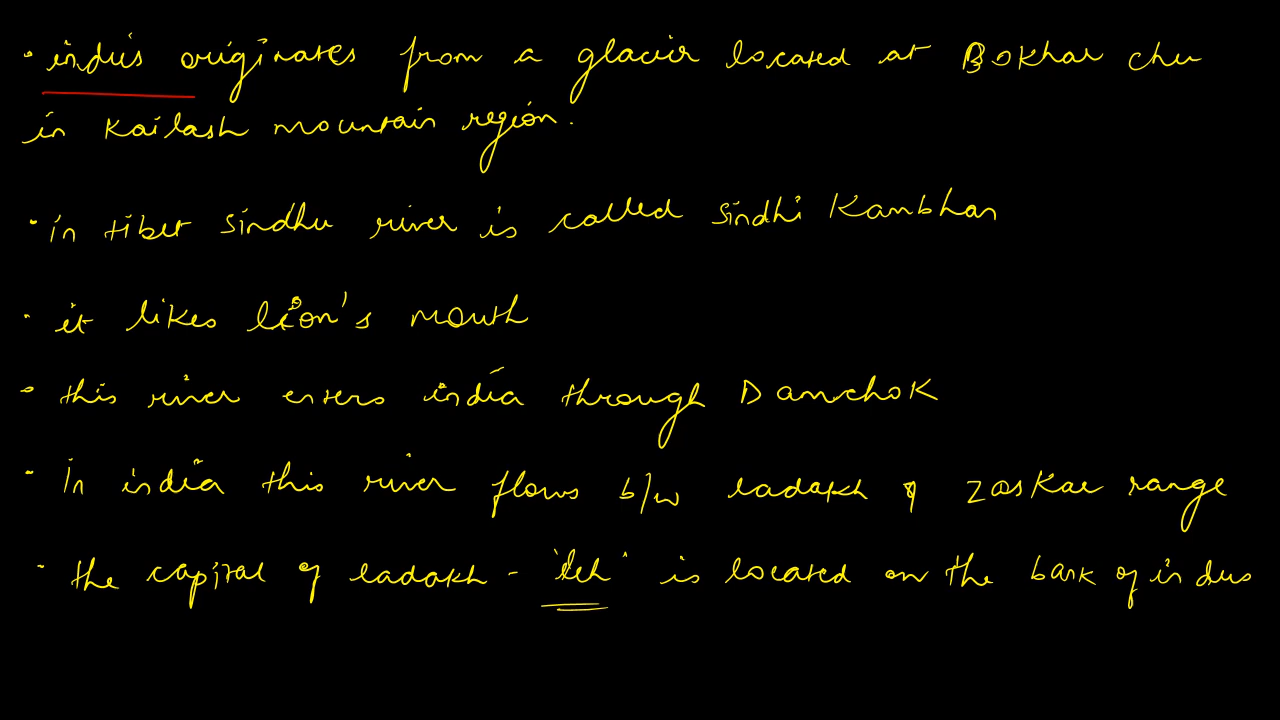 • indus originates from a glacier located at Bokhar chu
in Kailash mountain region.
• in tibet Sindhu river is called Sindhi Kanbhan
• it likes lion's mouth
• this river enters india through Damchok
• In india this river flows b/w ladakh & zaskar range
• the capital of ladakh - 'leh' is located on the bank of indus